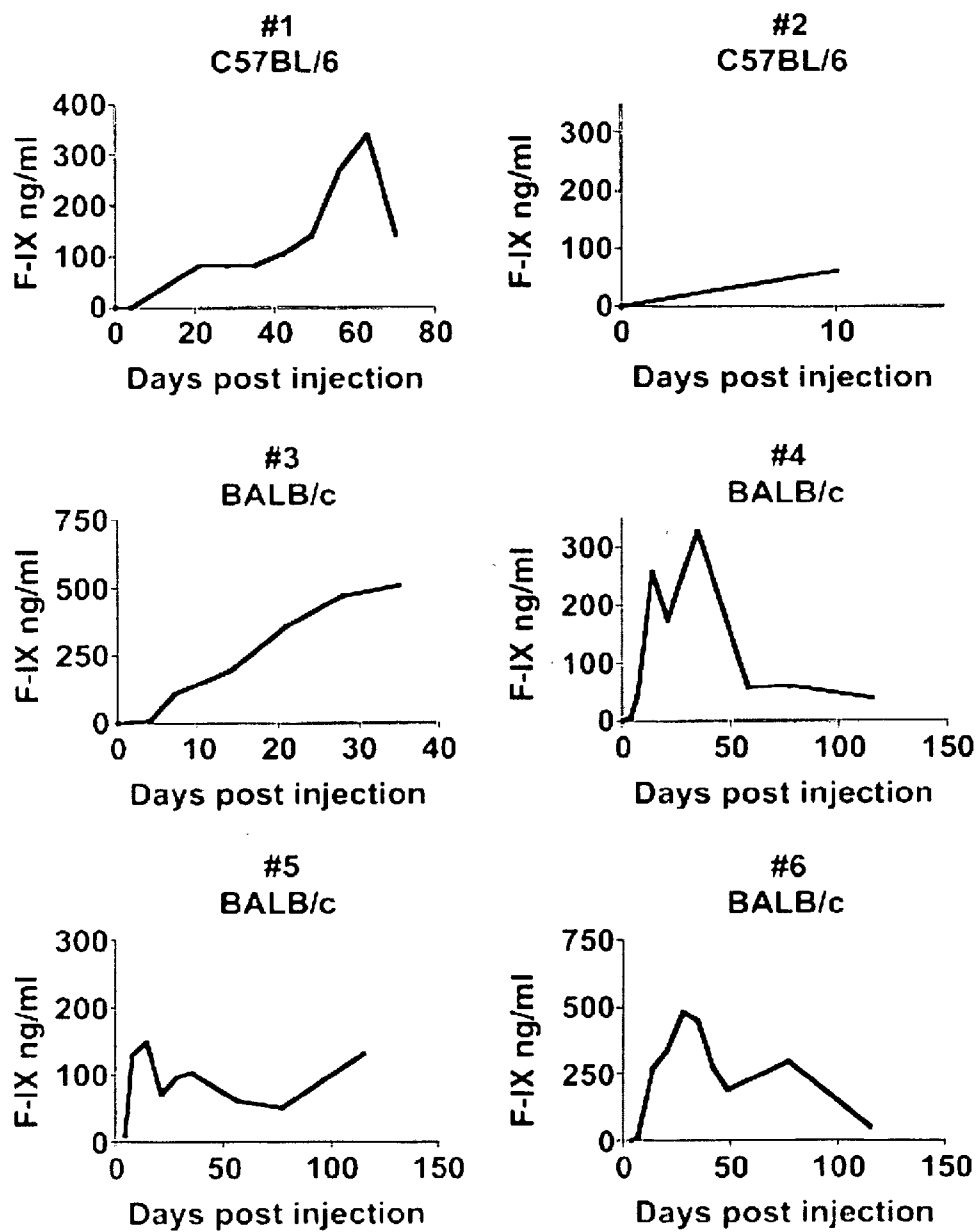 #1
C57BL/6
400
300
200
100
0
F-IX ng/ml
0 20 40 60 80
Days post injection
#2
C57BL/6
300
200
100
0
F-IX ng/ml
0 10
Days post injection
#3
BALB/c
750
500
250
0
F-IX ng/ml
0 10 20 30 40
Days post injection
#4
BALB/c
300
200
100
0
F-IX ng/ml
0 50 100 150
Days post injection
#5
BALB/c
300
200
100
0
F-IX ng/ml
0 50 100 150
Days post injection
#6
BALB/c
750
500
250
0
F-IX ng/ml
0 50 100 150
Days post injection